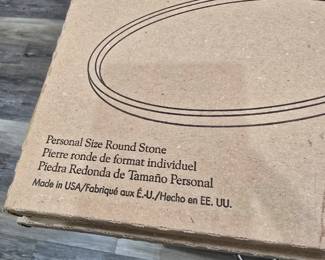 Personal Size Round Stone
Pierre ronde de format individuel
Piedra Redonda de Tamaño Personal
Made in USA/Fabriqué aux É.-U./Hecho en EE. UU.